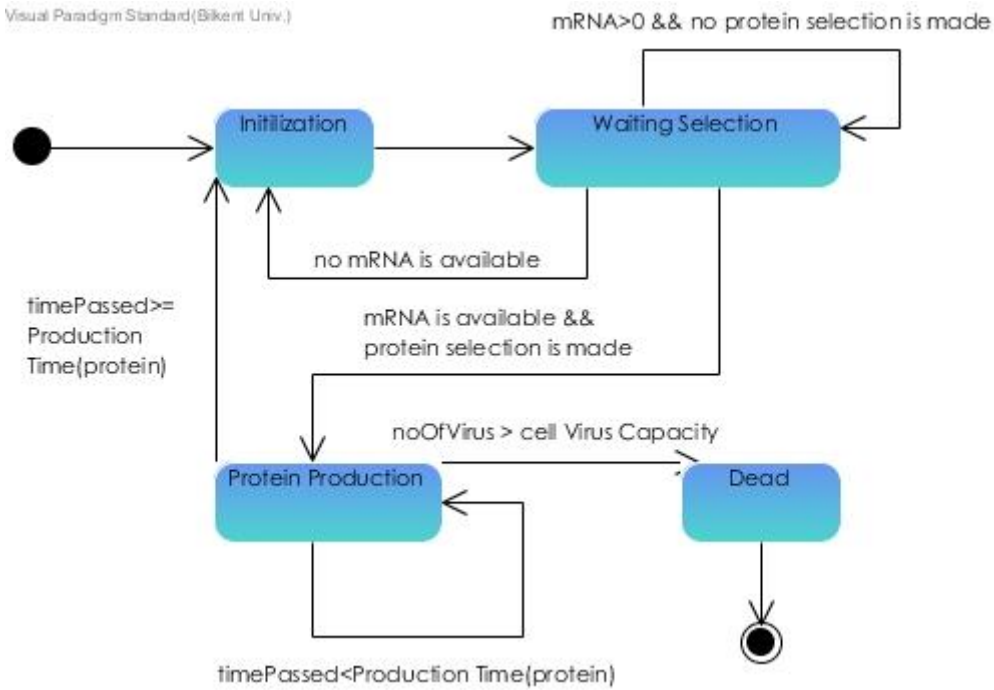 Visual Paradigm Standard(Bilkent Univ.)
mRNA>0 && no protein selection is made
Initilization
Waiting Selection
no mRNA is available
timePassed>=
Production
Time(protein)
mRNA is available &&
protein selection is made
noOfVirus > cell Virus Capacity
Protein Production
Dead
timePassed<Production Time(protein)